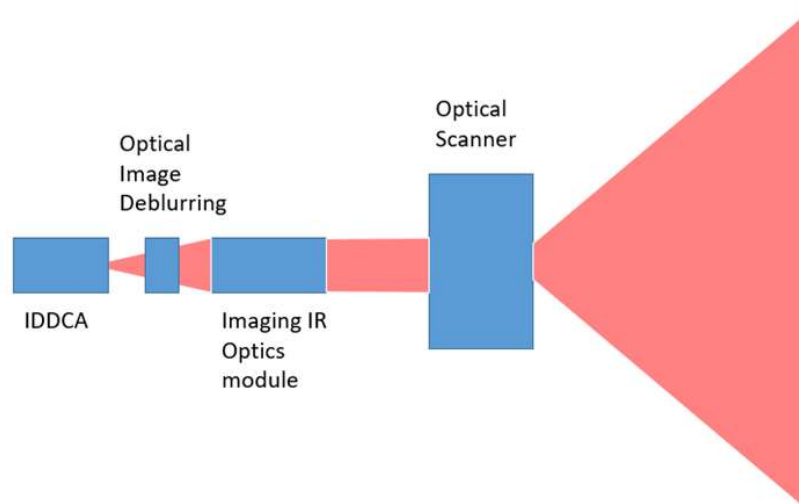 Optical
Scanner
Optical
Image
Deblurring
IDDCA
Imaging IR
Optics
module